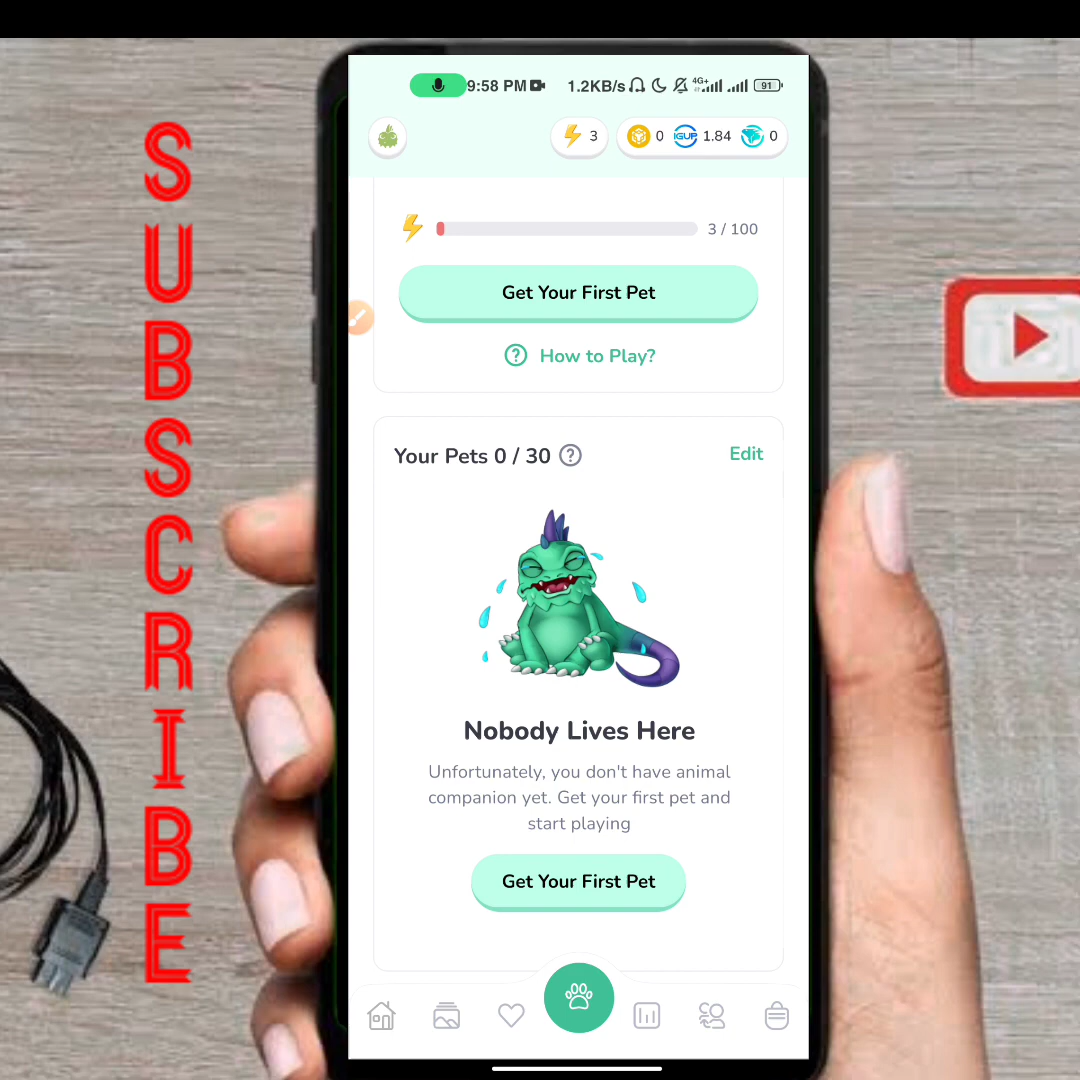 SUBSCRIBE
9:58 PM
1.2KB/s
4G+
91
3
0
IGUP
1.84
0
3 / 100
Get Your First Pet
? How to Play?
Your Pets 0 / 30 ?
Edit
Nobody Lives Here
Unfortunately, you don't have animal
companion yet. Get your first pet and
start playing
Get Your First Pet